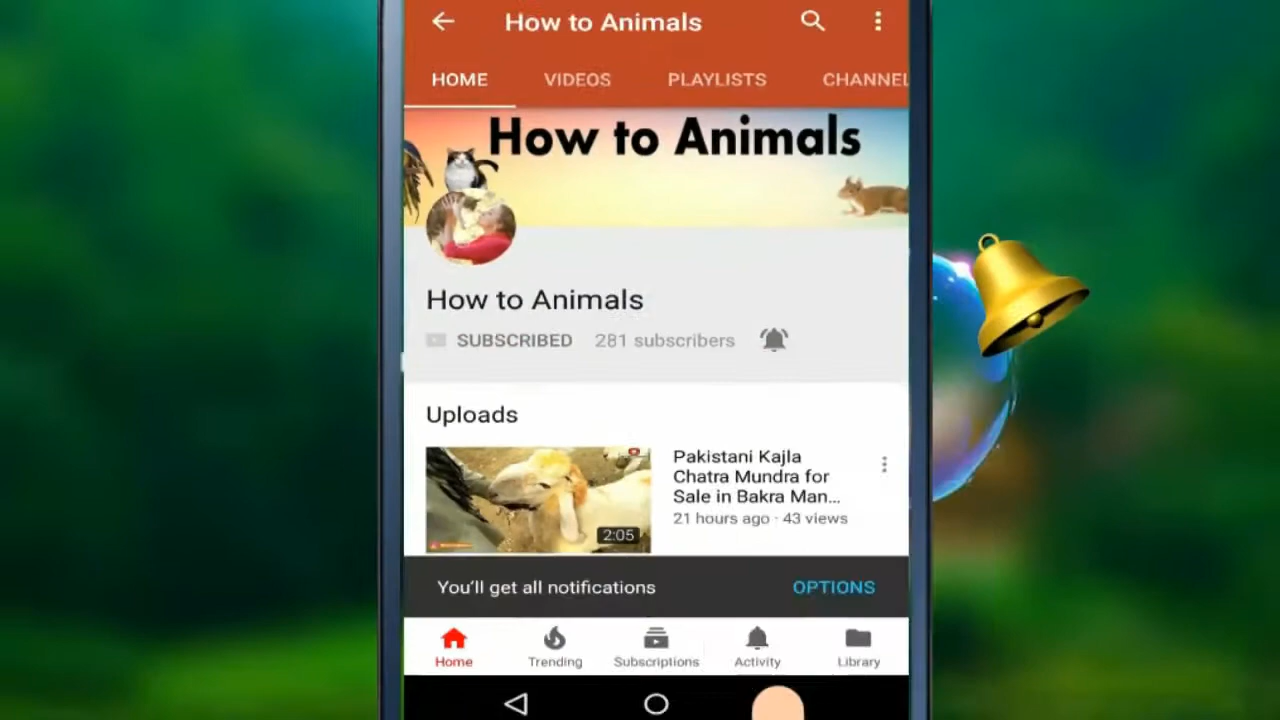 How to Animals
HOME VIDEOS PLAYLISTS CHANNEL
How to Animals
How to Animals
SUBSCRIBED 281 subscribers
Uploads
Pakistani Kajla
Chatra Mundra for
Sale in Bakra Man...
21 hours ago · 43 views
2:05
You'll get all notifications OPTIONS
Home Trending Subscriptions Activity Library